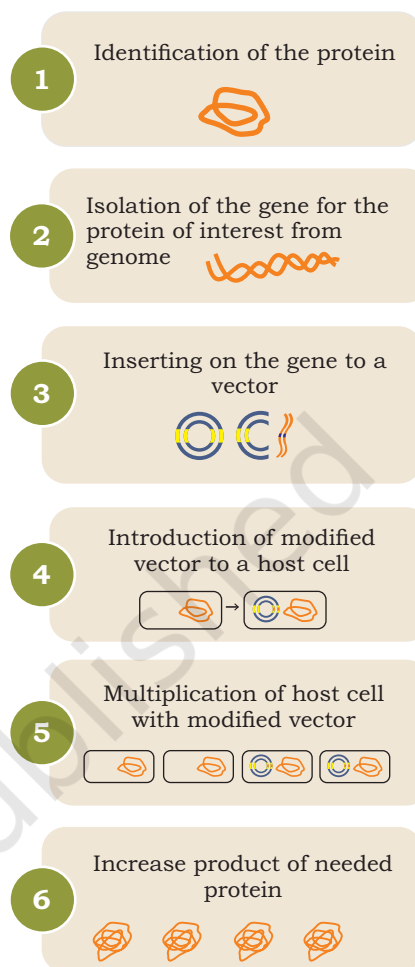 1
Identification of the protein
2
Isolation of the gene for the
protein of interest from
genome
3
Inserting on the gene to a
vector
4
Introduction of modified
vector to a host cell
5
Multiplication of host cell
with modified vector
6
Increase product of needed
protein